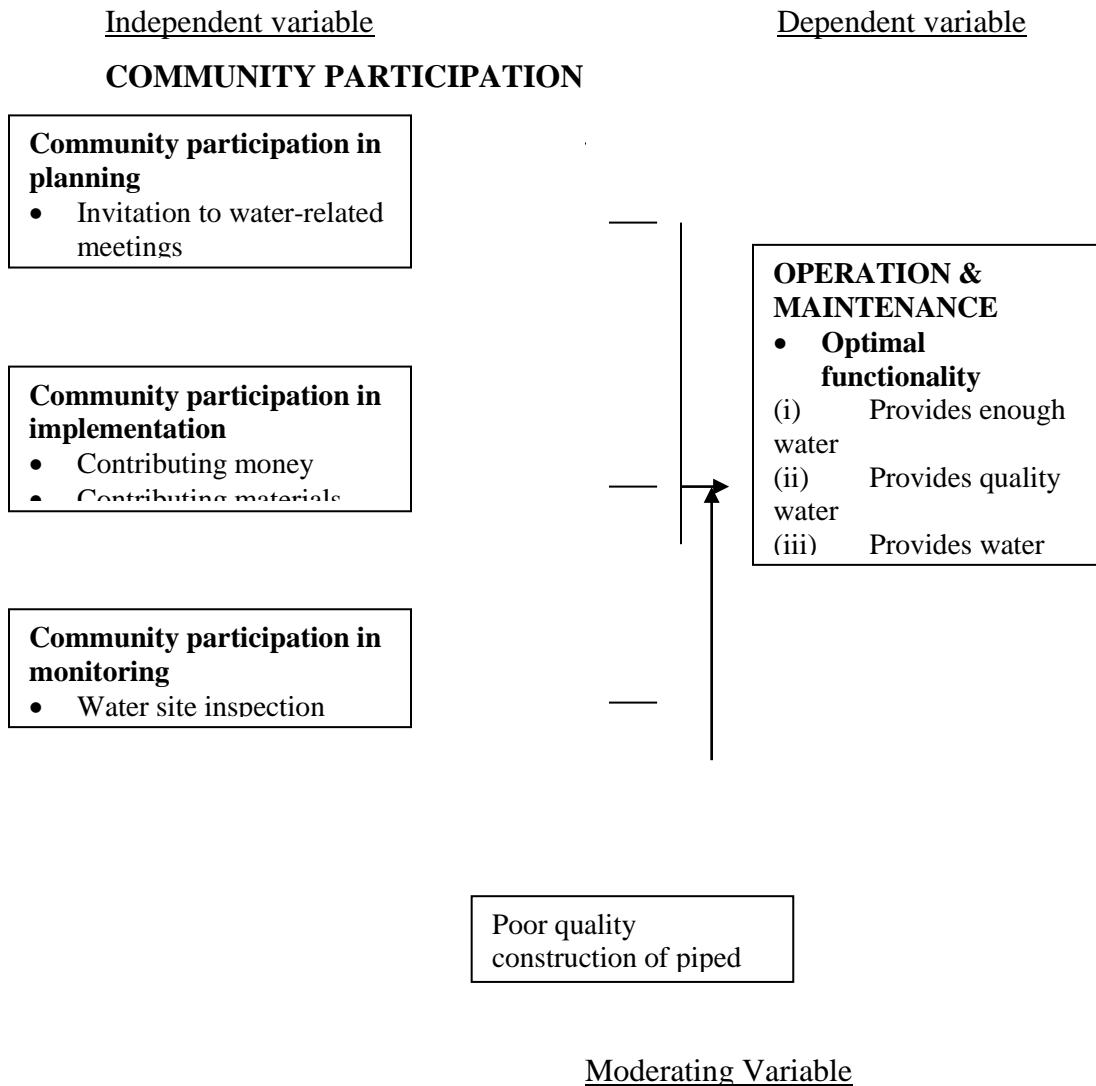 Independent variable
Dependent variable
COMMUNITY PARTICIPATION
Community participation in
planning
• Invitation to water-related
meetings
Community participation in
implementation
• Contributing money
• Contributing materials
Community participation in
monitoring
• Water site inspection
OPERATION &
MAINTENANCE
• Optimal
functionality
(i) Provides enough
water
(ii) Provides quality
water
(iii) Provides water
Poor quality
construction of piped
Moderating Variable